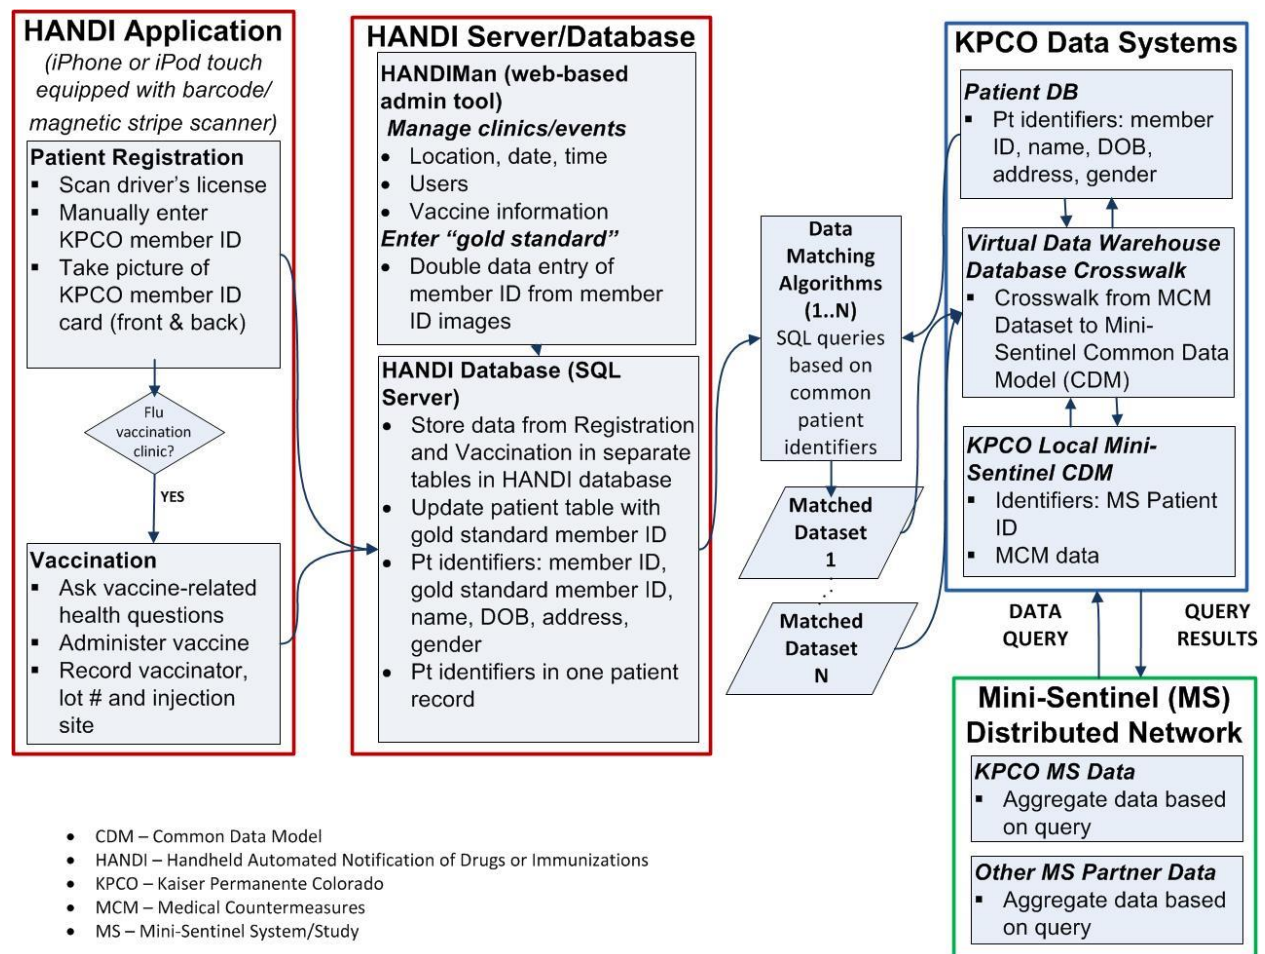 HANDI Application
(iPhone or iPod touch
equipped with barcode/
magnetic stripe scanner)
Patient Registration
▪ Scan driver's license
▪ Manually enter
KPCO member ID
▪ Take picture of
KPCO member ID
card (front & back)
Flu
vaccination
clinic?
YES
Vaccination
▪ Ask vaccine-related
health questions
▪ Administer vaccine
▪ Record vaccinator,
lot # and injection
site
HANDI Server/Database
HANDIMan (web-based
admin tool)
Manage clinics/events
• Location, date, time
• Users
• Vaccine information
Enter “gold standard”
• Double data entry of
member ID from member
ID images
HANDI Database (SQL
Server)
• Store data from Registration
and Vaccination in separate
tables in HANDI database
• Update patient table with
gold standard member ID
• Pt identifiers: member ID,
gold standard member ID,
name, DOB, address,
gender
• Pt identifiers in one patient
record
Data
Matching
Algorithms
(1..N)
SQL queries
based on
common
patient
identifiers
Matched
Dataset
1
Matched
Dataset
N
KPCO Data Systems
Patient DB
▪ Pt identifiers: member
ID, name, DOB,
address, gender
Virtual Data Warehouse
Database Crosswalk
▪ Crosswalk from MCM
Dataset to Mini-
Sentinel Common Data
Model (CDM)
KPCO Local Mini-
Sentinel CDM
▪ Identifiers: MS Patient
ID
▪ MCM data
DATA
QUERY
QUERY
RESULTS
Mini-Sentinel (MS)
Distributed Network
KPCO MS Data
▪ Aggregate data based
on query
Other MS Partner Data
▪ Aggregate data based
on query
• CDM – Common Data Model
• HANDI – Handheld Automated Notification of Drugs or Immunizations
• KPCO – Kaiser Permanente Colorado
• MCM – Medical Countermeasures
• MS – Mini-Sentinel System/Study